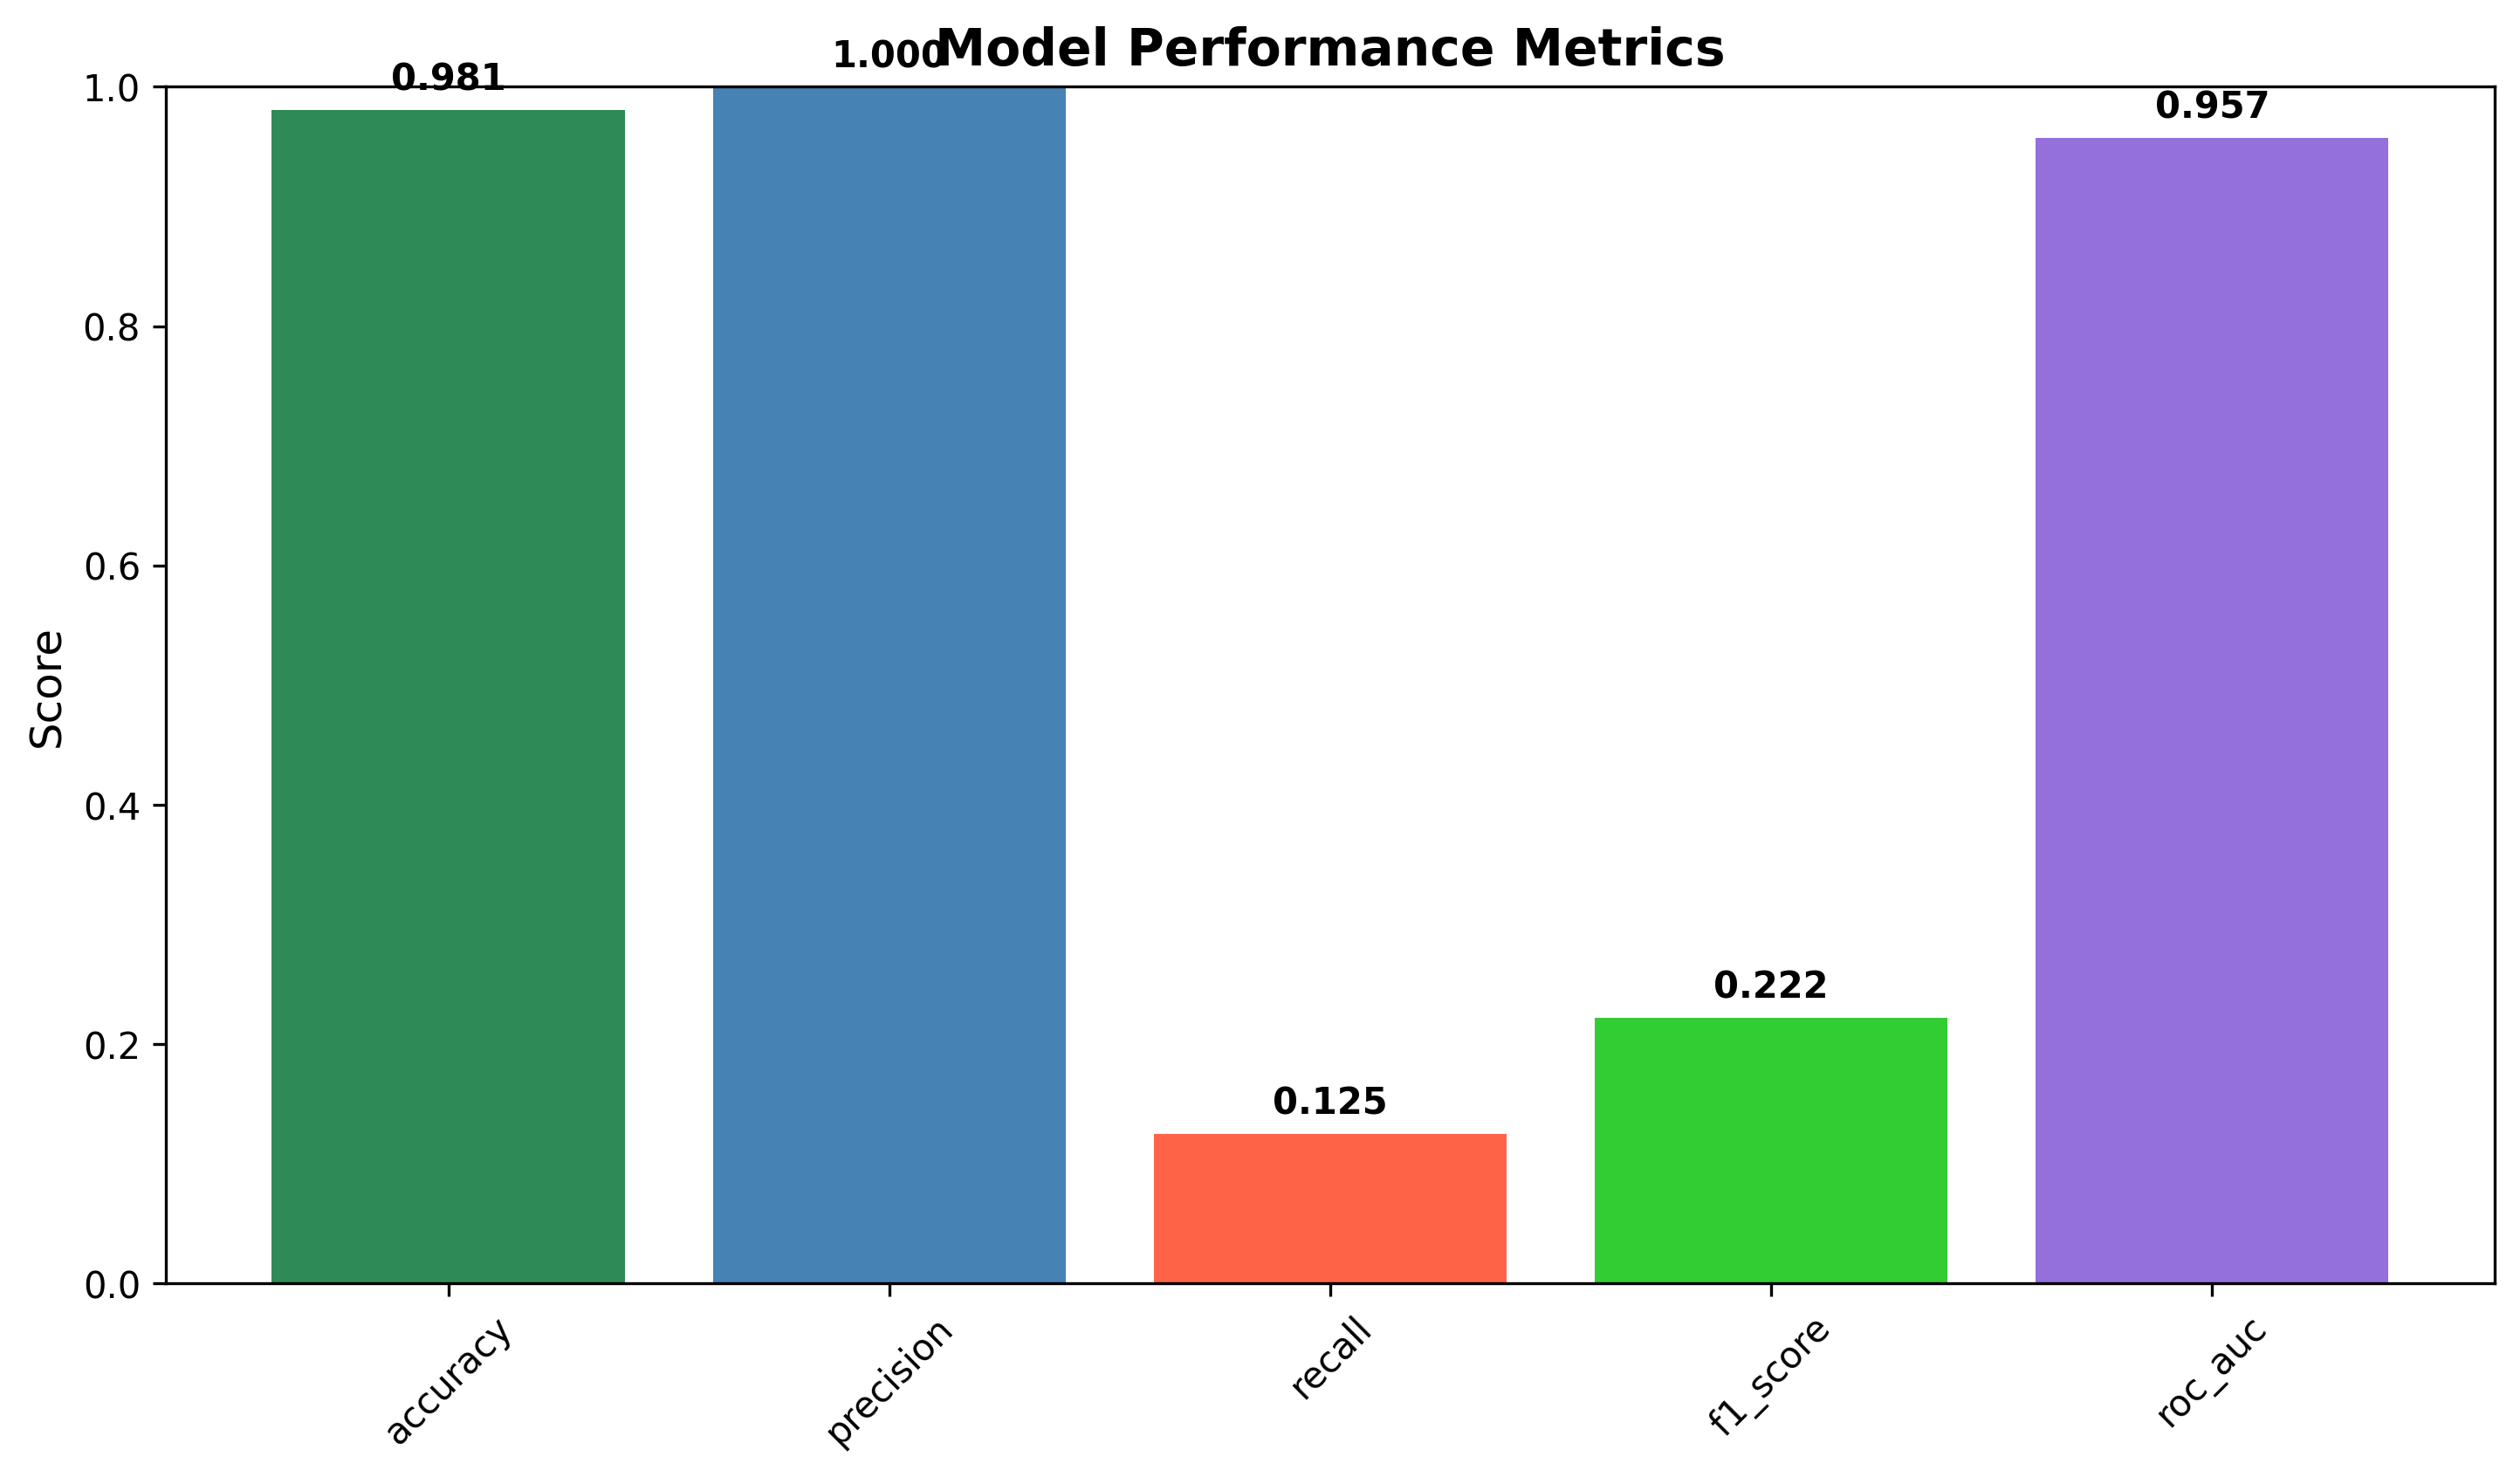 Model Performance Metrics
Score
1.0
0.8
0.6
0.4
0.2
0.0
0.981
1.000
0.125
0.222
0.957
accuracy
precision
recall
f1_score
roc_auc